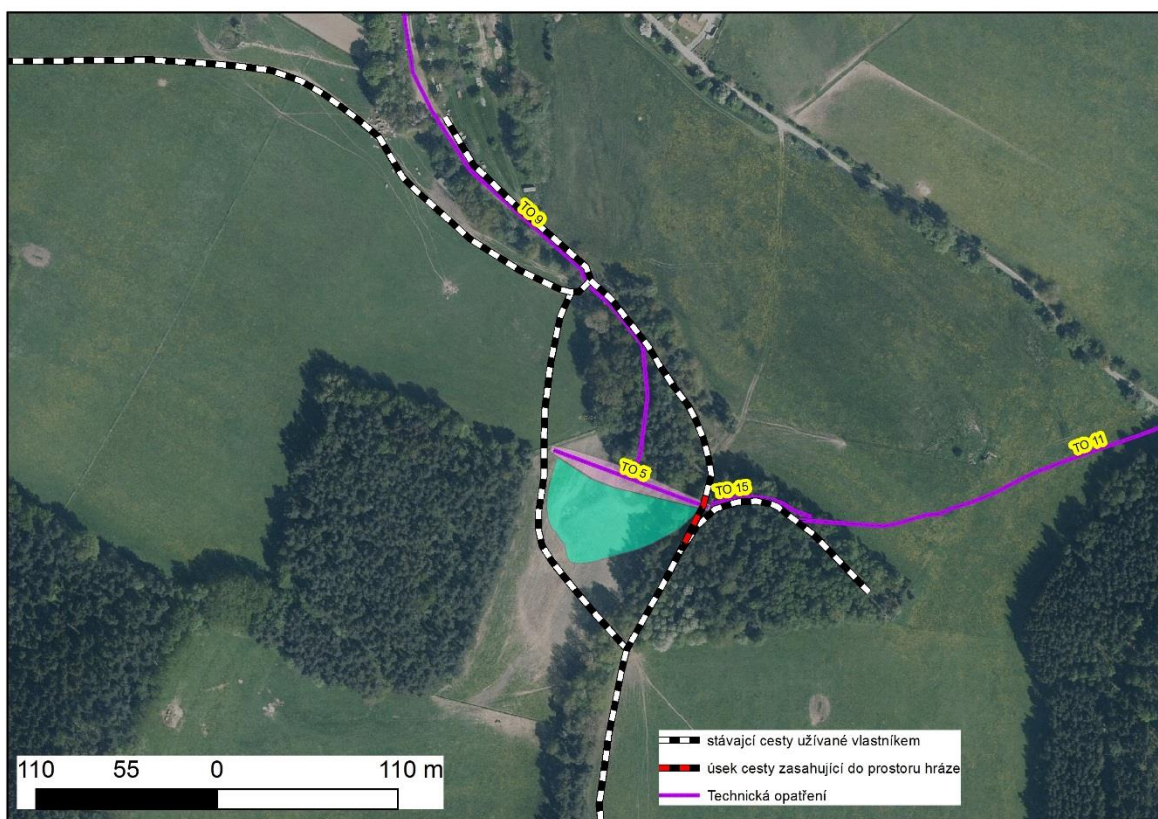 TO 9
TO 11
TO 5
TO 15
110 55 0 110 m
stávající cesty užívané vlastníkem
úsek cesty zasahující do prostoru hráze
Technická opatření